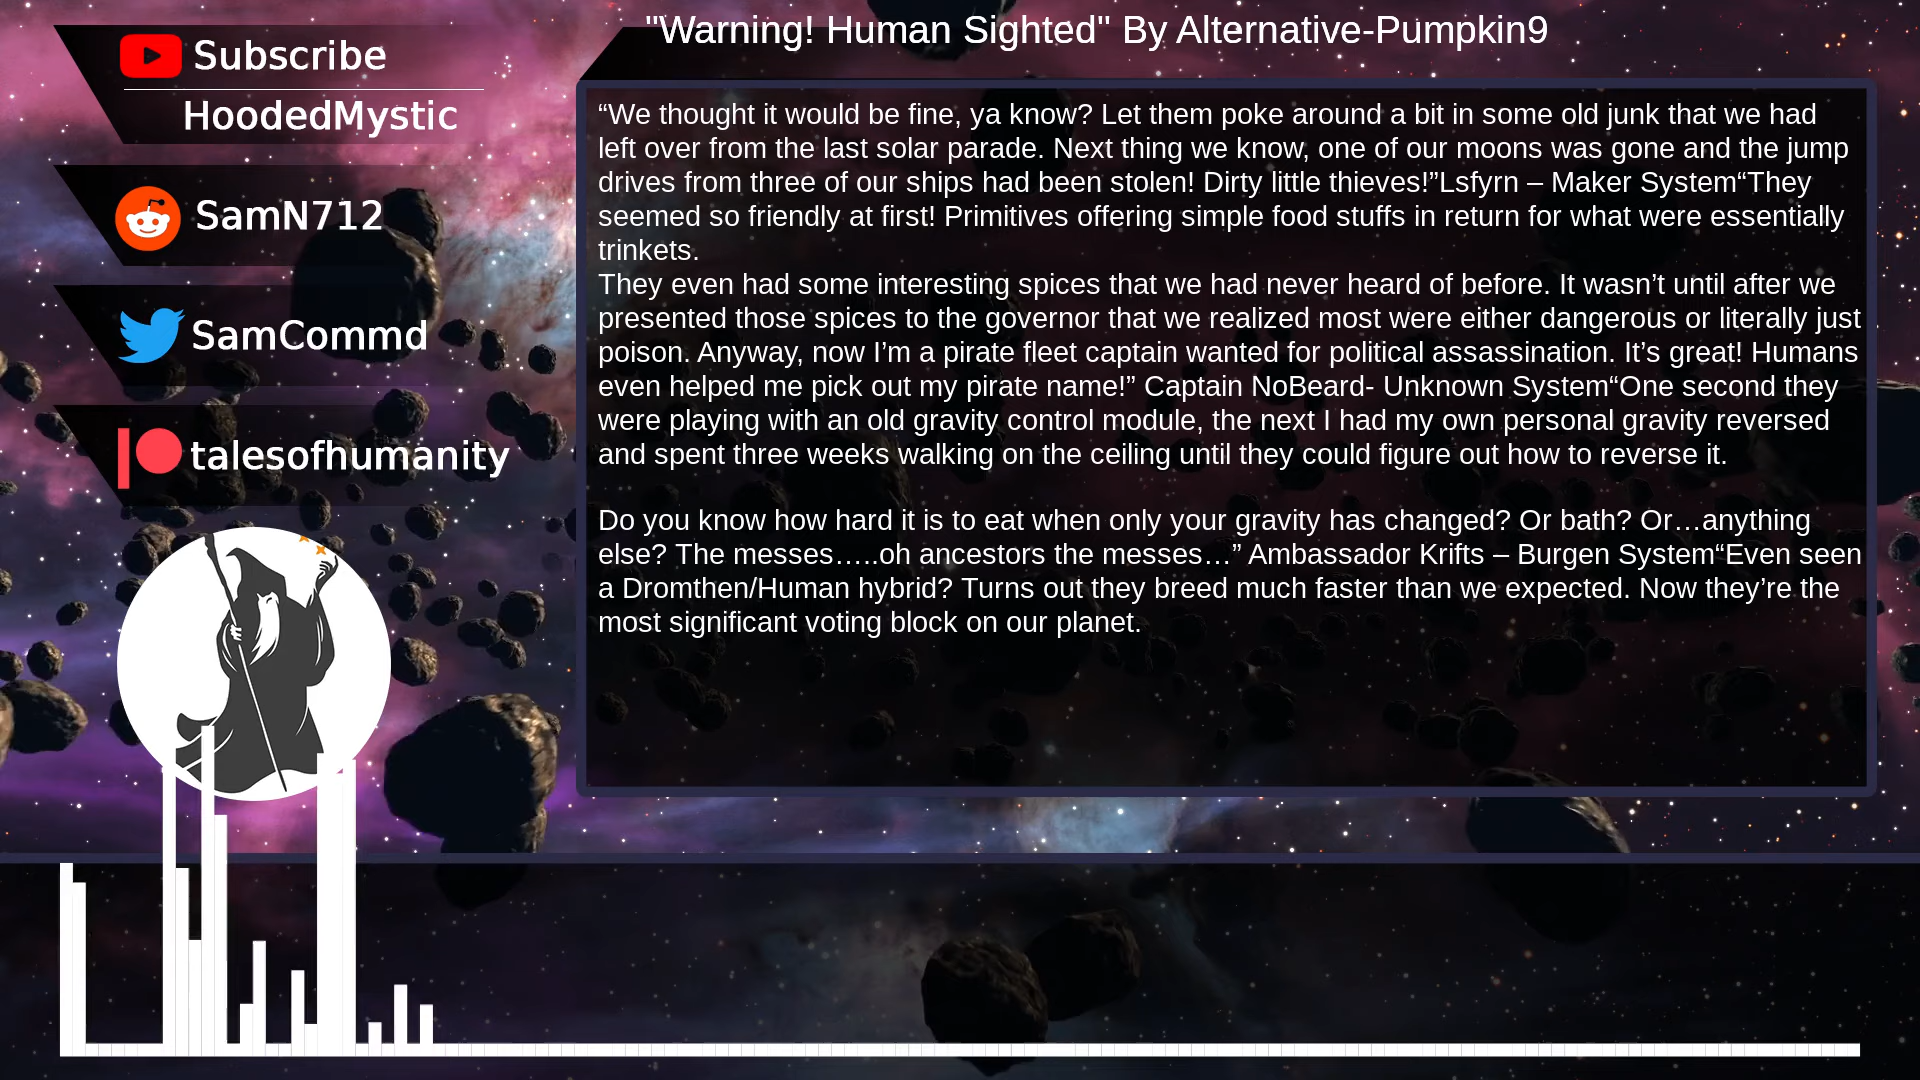 "Warning! Human Sighted" By Alternative-Pumpkin9
Subscribe
HoodedMystic
SamN712
SamCommd
talesofhumanity
“We thought it would be fine, ya know? Let them poke around a bit in some old junk that we had
left over from the last solar parade. Next thing we know, one of our moons was gone and the jump
drives from three of our ships had been stolen! Dirty little thieves!”Lsfyrn – Maker System“They
seemed so friendly at first! Primitives offering simple food stuffs in return for what were essentially
trinkets.
They even had some interesting spices that we had never heard of before. It wasn’t until after we
presented those spices to the governor that we realized most were either dangerous or literally just
poison. Anyway, now I’m a pirate fleet captain wanted for political assassination. It’s great! Humans
even helped me pick out my pirate name!” Captain NoBeard- Unknown System“One second they
were playing with an old gravity control module, the next I had my own personal gravity reversed
and spent three weeks walking on the ceiling until they could figure out how to reverse it.
Do you know how hard it is to eat when only your gravity has changed? Or bath? Or…anything
else? The messes…..oh ancestors the messes…” Ambassador Krifts – Burgen System“Even seen
a Dromthen/Human hybrid? Turns out they breed much faster than we expected. Now they’re the
most significant voting block on our planet.